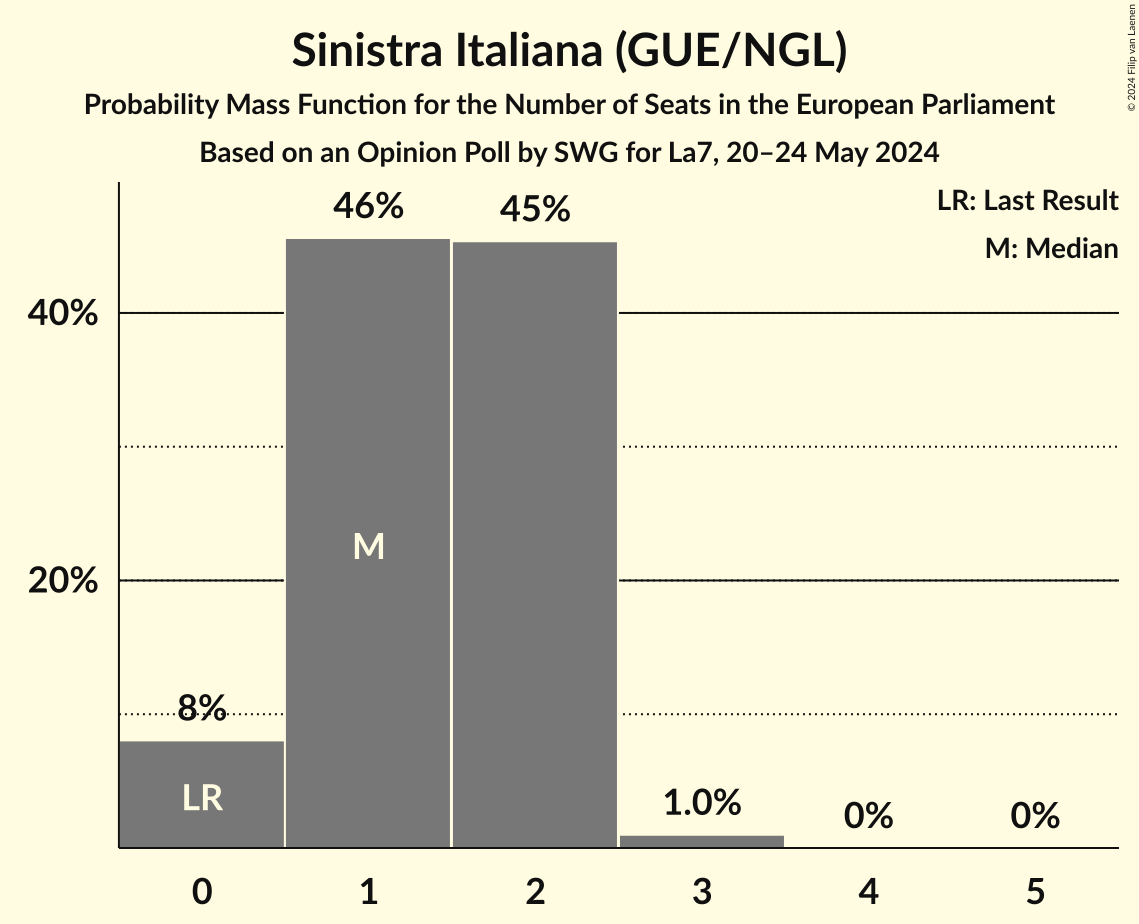 Sinistra Italiana (GUE/NGL)
Probability Mass Function for the Number of Seats in the European Parliament
Based on an Opinion Poll by SWG for La7, 20–24 May 2024
© 2024 Filip van Laenen
LR: Last Result
M: Median
46%
45%
40%
M
20%
8%
LR
1.0%
0%
0%
0
1
2
3
4
5